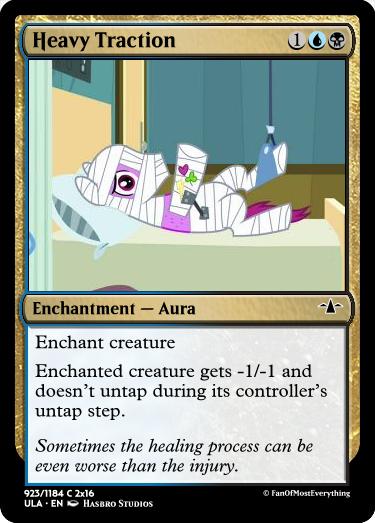 Heavy Traction 1
Enchantment — Aura
Enchant creature
Enchanted creature gets -1/-1 and
doesn't untap during its controller's
untap step.
Sometimes the healing process can be
even worse than the injury.
923/1184 C 2x16
ULA • EN Hasbro Studios
© FanOfMostEverything